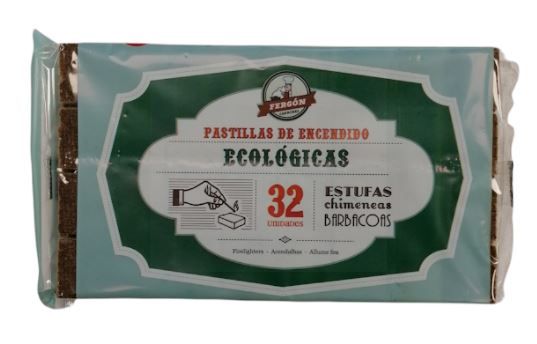 FERGÓN
PASTILLAS DE ENCENDIDO
ECOLÓGICAS
32
unidades
ESTUFAS
chimeneas
BARBACOAS
Firelighters - Acendalhas - Allume feu